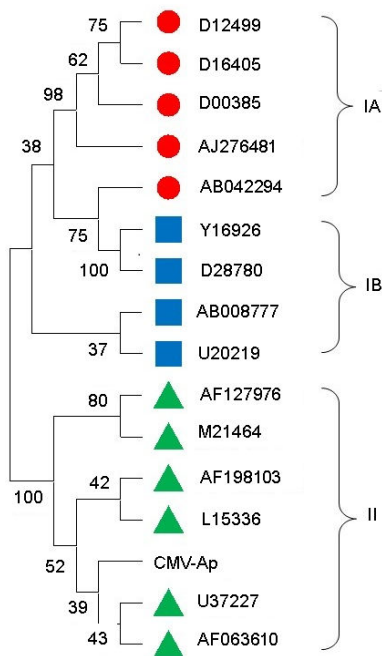 75
D12499
62
D16405
98
D00385
IA
38
AJ276481
AB042294
75
Y16926
100
D28780
IB
AB008777
37
U20219
80
AF127976
M21464
42
AF198103
100
L15336
II
52
CMV-Ap
39
U37227
43
AF063610